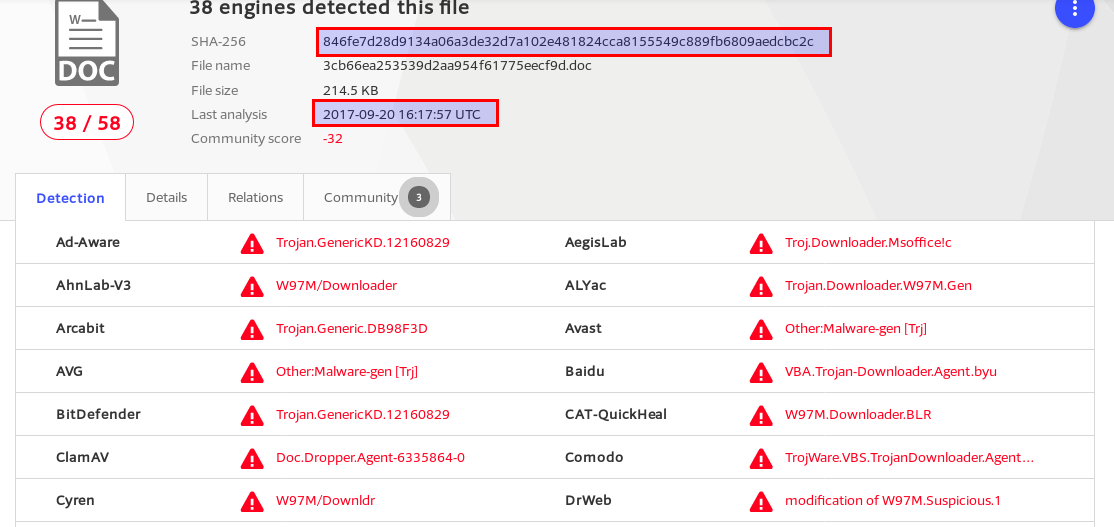 38 engines detected this file
SHA-256 846fe7d28d9134a06a3de32d7a102e481824cca8155549c889fb6809aedcbc2c
File name 3cb66ea253539d2aa954f61775eecf9d.doc
File size 214.5 KB
Last analysis 2017-09-20 16:17:57 UTC
Community score -32
W
DOC
38 / 58
Detection Details Relations Community 3
Ad-Aware Trojan.GenericKD.12160829 AegisLab Troj.Downloader.Msoffice!c
AhnLab-V3 W97M/Downloader ALYac Trojan.Downloader.W97M.Gen
Arcabit Trojan.Generic.DB98F3D Avast Other:Malware-gen [Trj]
AVG Other:Malware-gen [Trj] Baidu VBA.Trojan-Downloader.Agent.byu
BitDefender Trojan.GenericKD.12160829 CAT-QuickHeal W97M.Downloader.BLR
ClamAV Doc.Dropper.Agent-6335864-0 Comodo TrojWare.VBS.TrojanDownloader.Agent...
Cyren W97M/Downldr DrWeb modification of W97M.Suspicious.1